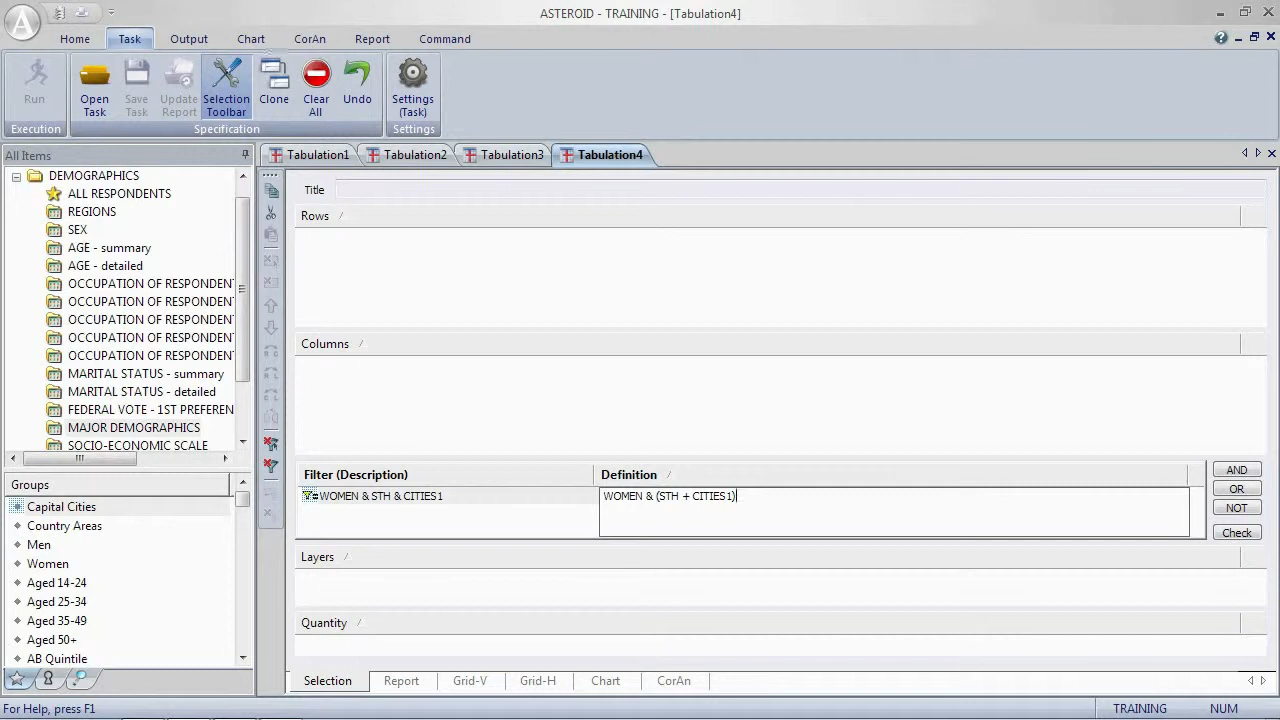 ASTEROID - TRAINING - [Tabulation4]
Home Task Output Chart CorAn Report Command
Run Open Task Save Task Update Report Selection Toolbar Clone Clear All Undo Settings (Task)
Execution Specification Settings
All Items
Tabulation1 Tabulation2 Tabulation3 Tabulation4
DEMOGRAPHICS
ALL RESPONDENTS
REGIONS
SEX
AGE - summary
AGE - detailed
OCCUPATION OF RESPONDENT
OCCUPATION OF RESPONDENT
OCCUPATION OF RESPONDENT
OCCUPATION OF RESPONDENT
OCCUPATION OF RESPONDENT
MARITAL STATUS - summary
MARITAL STATUS - detailed
FEDERAL VOTE - 1ST PREFEREN
MAJOR DEMOGRAPHICS
SOCIO-ECONOMIC SCALE
Groups
Capital Cities
Country Areas
Men
Women
Aged 14-24
Aged 25-34
Aged 35-49
Aged 50+
AB Quintile
Title
Rows
Columns
Filter (Description) Definition
WOMEN & STH & CITIES1 WOMEN & (STH + CITIES1)
AND
OR
NOT
Check
Layers
Quantity
Selection Report Grid-V Grid-H Chart CorAn
For Help, press F1 TRAINING NUM